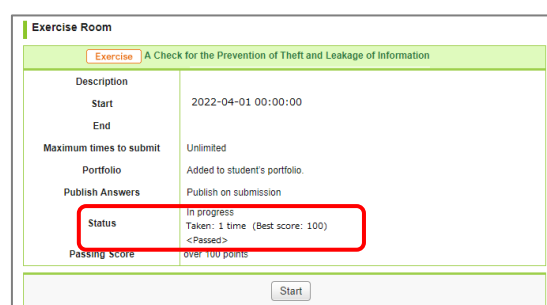 Exercise Room
Exercise A Check for the Prevention of Theft and Leakage of Information
Description
Start 2022-04-01 00:00:00
End
Maximum times to submit Unlimited
Portfolio Added to student's portfolio.
Publish Answers Publish on submission
Status In progress
Taken: 1 time (Best score: 100)
<Passed>
Passing Score over 100 points
Start